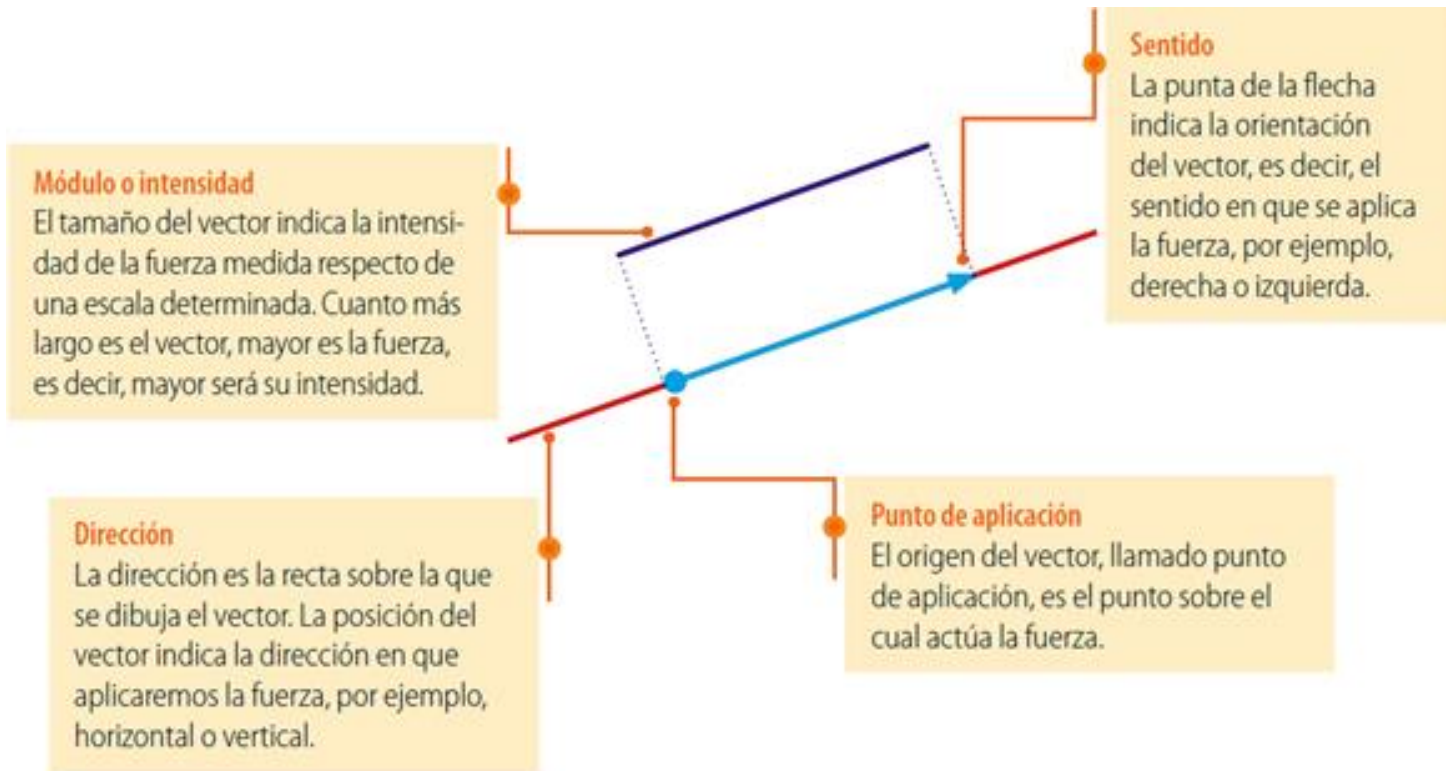 Sentido
La punta de la flecha
indica la orientación
del vector, es decir, el
sentido en que se aplica
la fuerza, por ejemplo,
derecha o izquierda.
Módulo o intensidad
El tamaño del vector indica la intensi-
dad de la fuerza medida respecto de
una escala determinada. Cuanto más
largo es el vector, mayor es la fuerza,
es decir, mayor será su intensidad.
Dirección
La dirección es la recta sobre la que
se dibuja el vector. La posición del
vector indica la dirección en que
aplicaremos la fuerza, por ejemplo,
horizontal o vertical.
Punto de aplicación
El origen del vector, llamado punto
de aplicación, es el punto sobre el
cual actúa la fuerza.